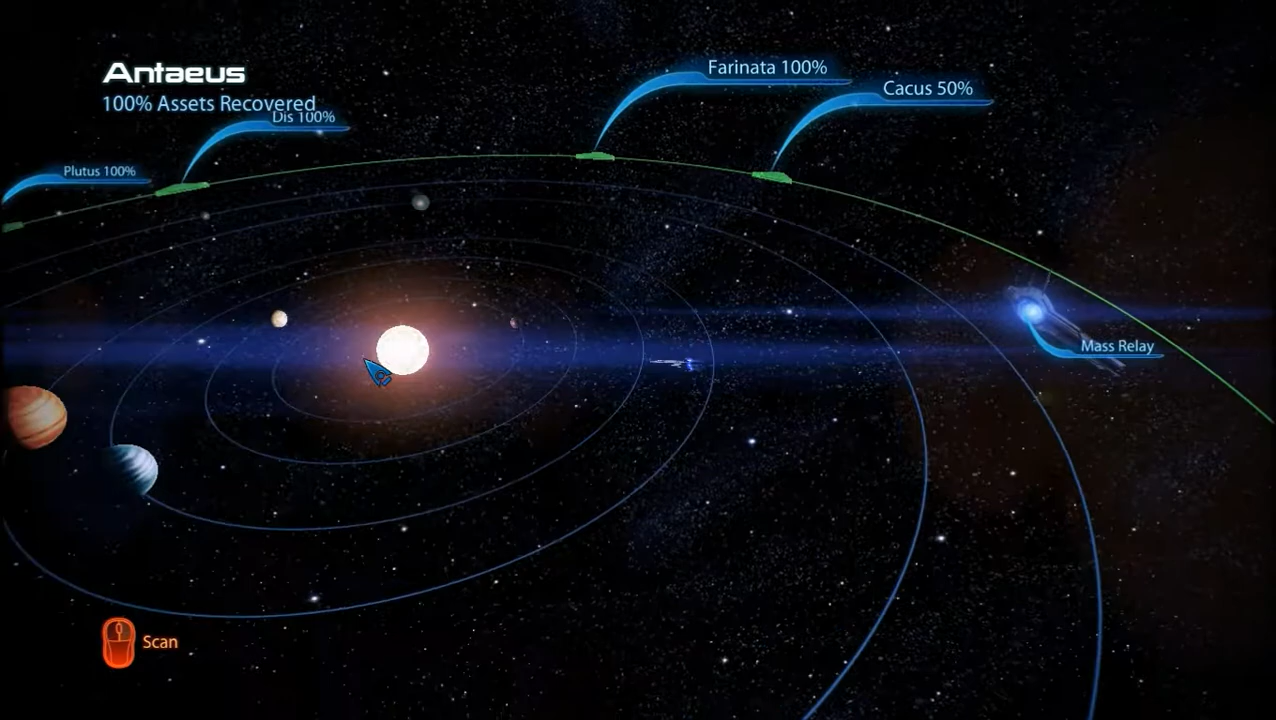 Antaeus
100% Assets Recovered
Dis 100%
Plutus 100%
Farinata 100%
Cacus 50%
Mass Relay
Scan